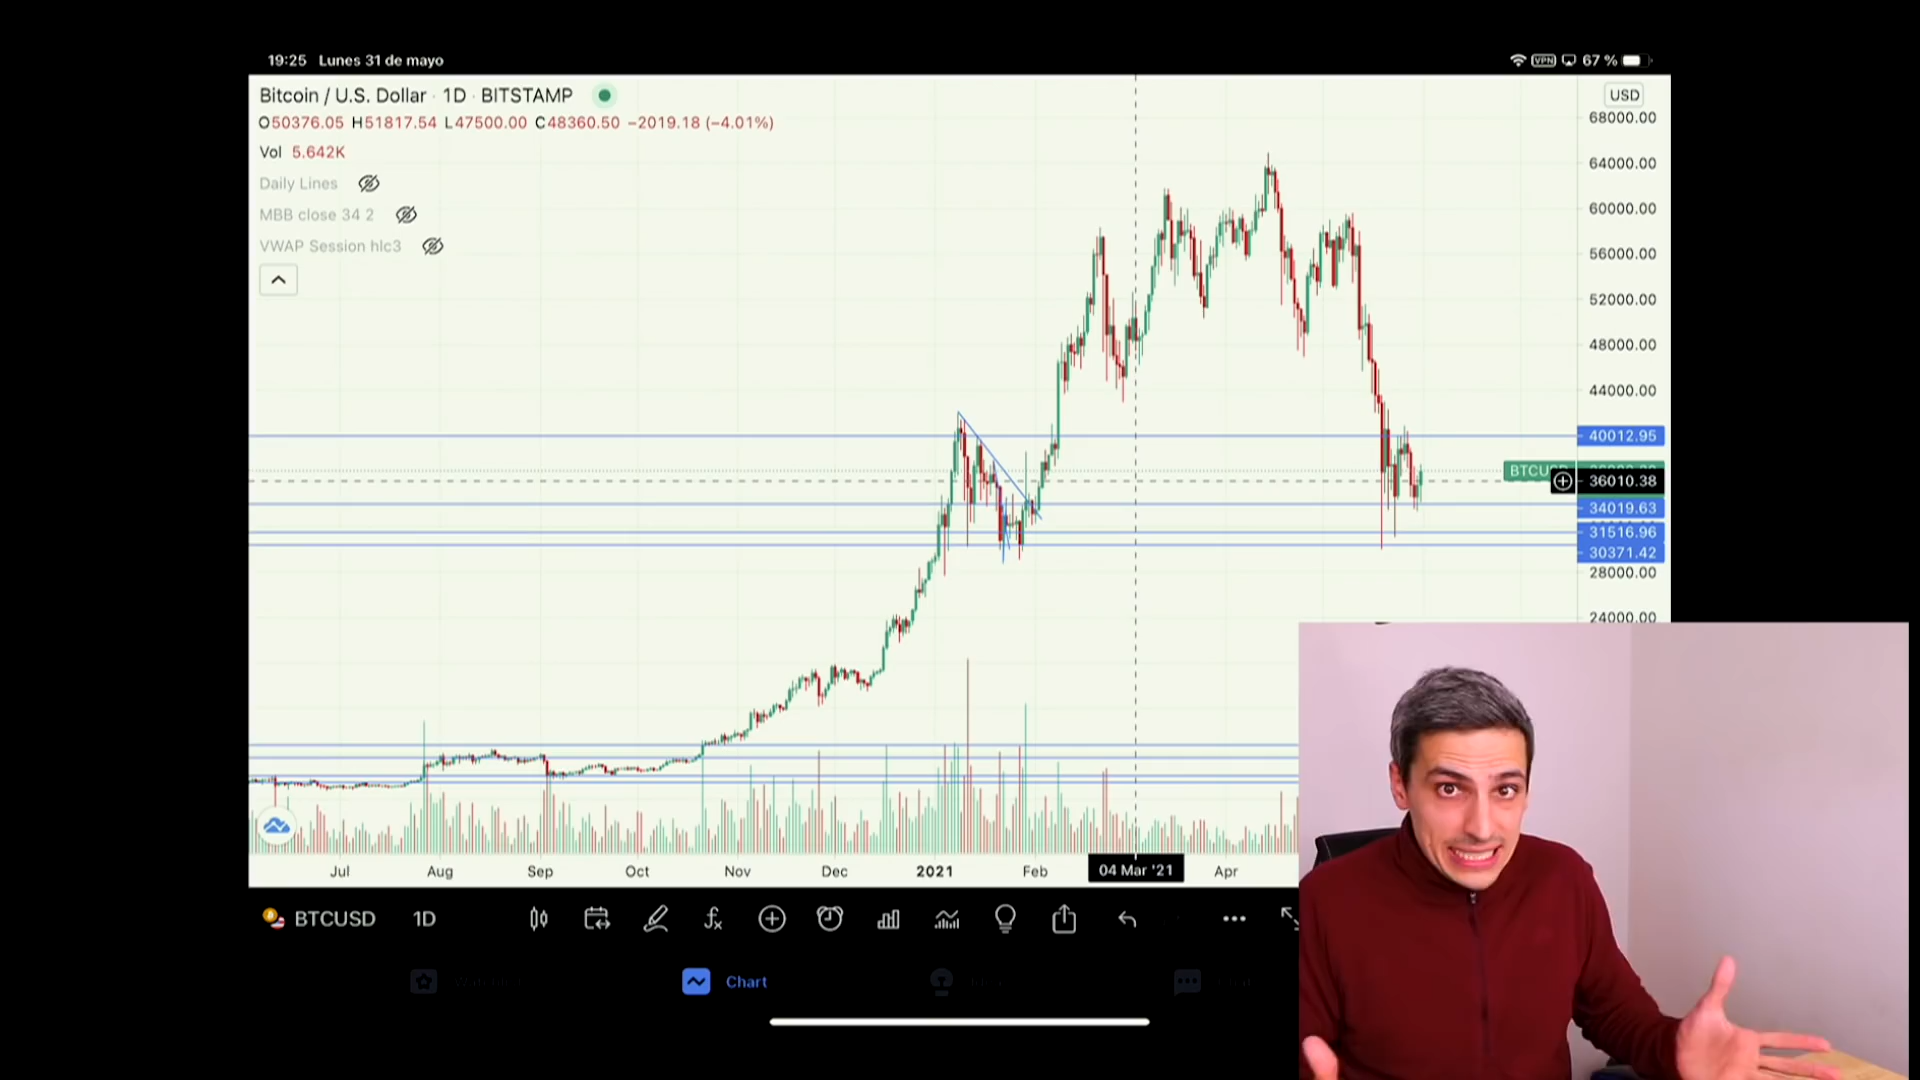 19:25 Lunes 31 de mayo
VPN 67 %
Bitcoin / U.S. Dollar · 1D · BITSTAMP
USD
O50376.05 H51817.54 L47500.00 C48360.50 −2019.18 (−4.01%)
Vol 5.642K
Daily Lines
MBB close 34 2
VWAP Session hlc3
68000.00
64000.00
60000.00
56000.00
52000.00
48000.00
44000.00
40012.95
BTCUSD
36010.38
34019.63
31516.96
30371.42
28000.00
24000.00
Jul Aug Sep Oct Nov Dec 2021 Feb 04 Mar '21 Apr
BTCUSD 1D
Chart